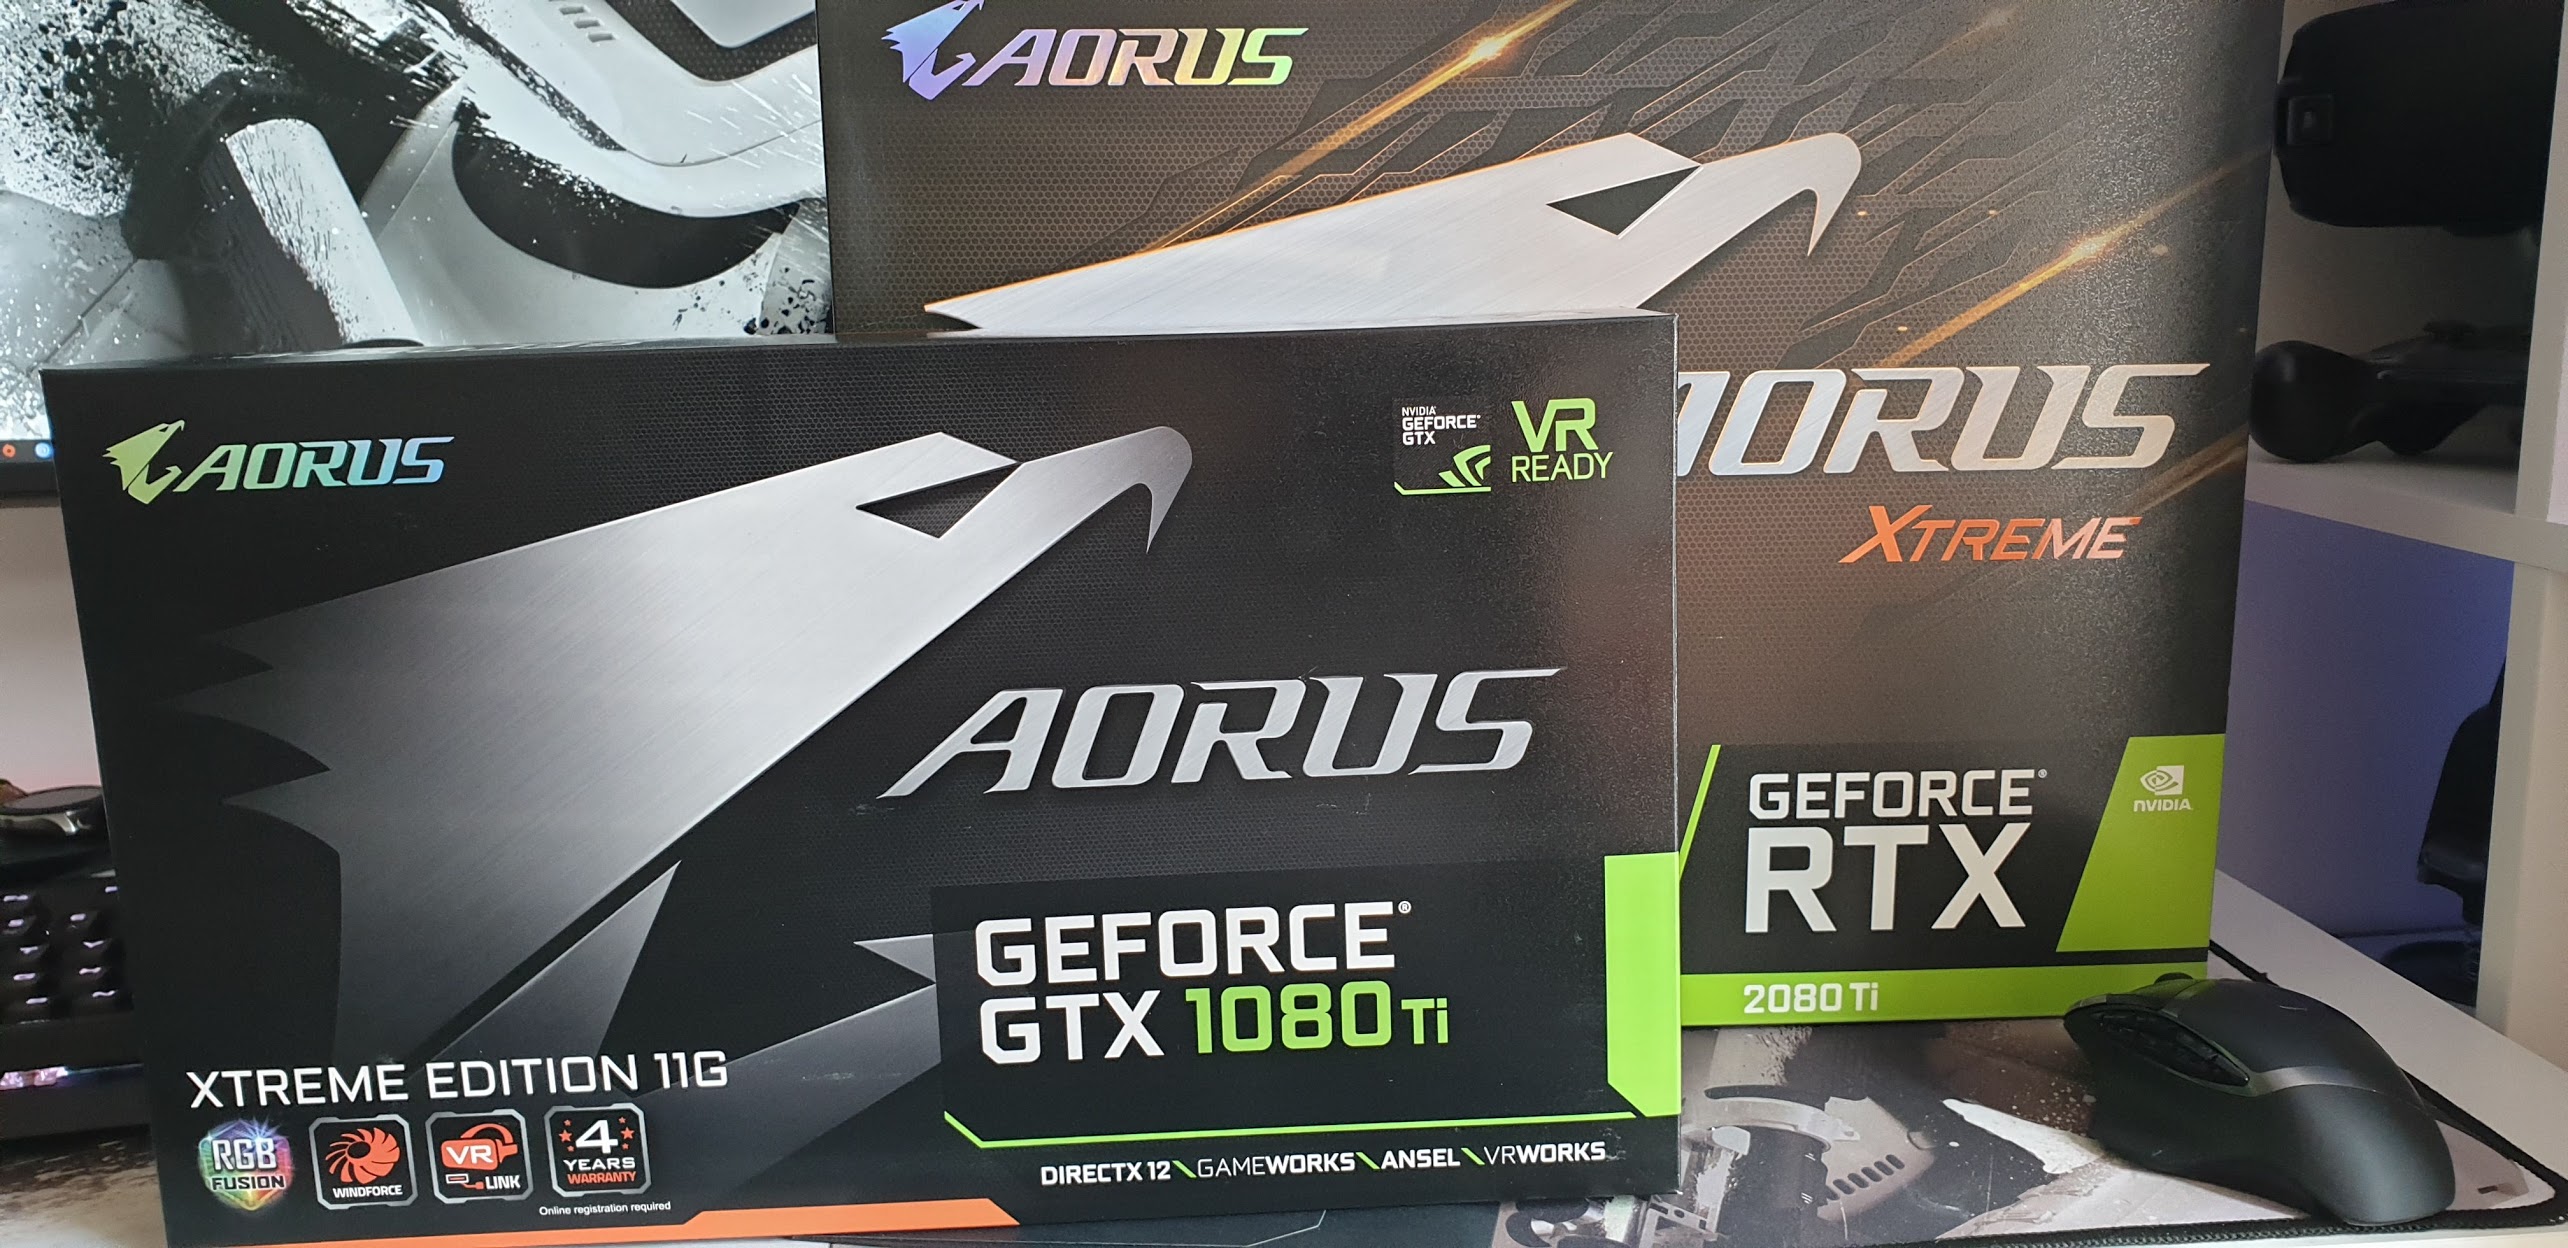 AORUS
AORUS
XTREME
GEFORCE®
RTX
NVIDIA
2080 Ti
AORUS
NVIDIA
GEFORCE
GTX
VR
READY
AORUS
GEFORCE®
GTX 1080 Ti
XTREME EDITION 11G
RGB
FUSION
WINDFORCE
VR
LINK
4
YEARS
WARRANTY
Online registration required
DIRECTX 12\GAMEWORKS\ANSEL\VRWORKS